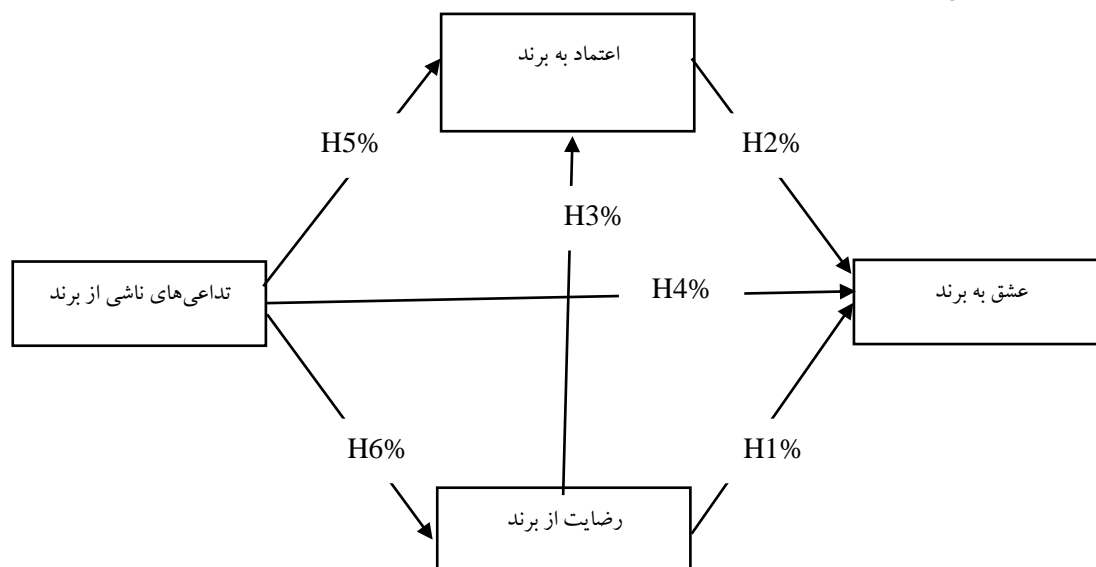 اعتماد به برند
H5%
H2%
H3%
تداعی‌های ناشی از برند
H4%
عشق به برند
H6%
H1%
رضایت از برند